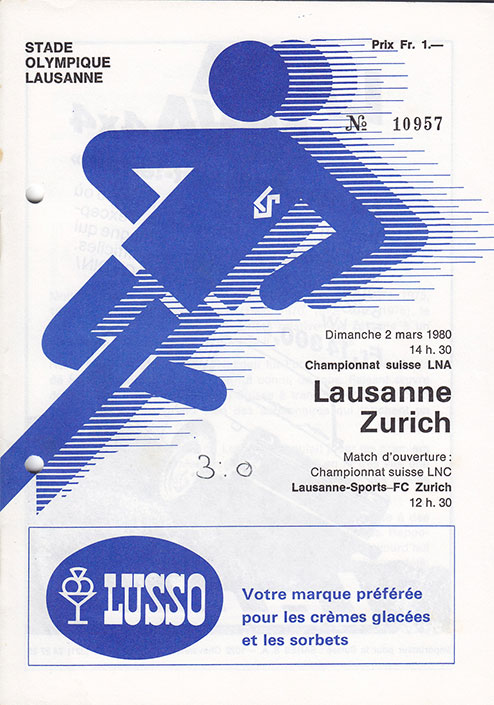 STADE
OLYMPIQUE
LAUSANNE
Prix Fr. 1.—
№ 10957
LS
Dimanche 2 mars 1980
14 h. 30
Championnat suisse LNA
Lausanne
Zurich
3:0
Match d'ouverture :
Championnat suisse LNC
Lausanne-Sports–FC Zurich
12 h. 30
LUSSO
Votre marque préférée
pour les crèmes glacées
et les sorbets